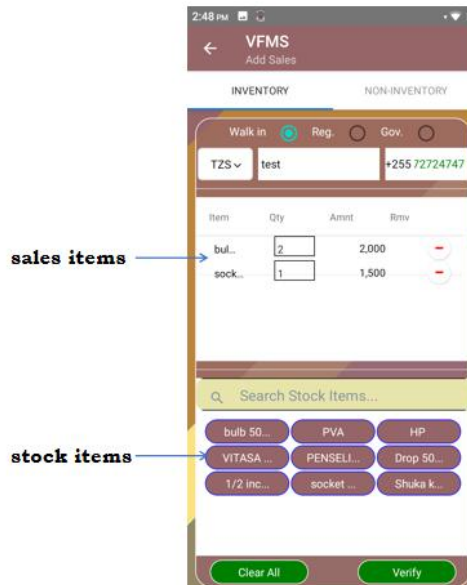 2:48 PM
VFMS
Add Sales
INVENTORY NON-INVENTORY
Walk in Reg. Gov.
TZS test +255 72724747
Item Qty Amnt Rmv
bul... 2 2,000
sock... 1 1,500
sales items
Search Stock Items...
bulb 50... PVA HP
stock items
VITASA ... PENSELI... Drop 50...
1/2 inc... socket ... Shuka k...
Clear All Verify